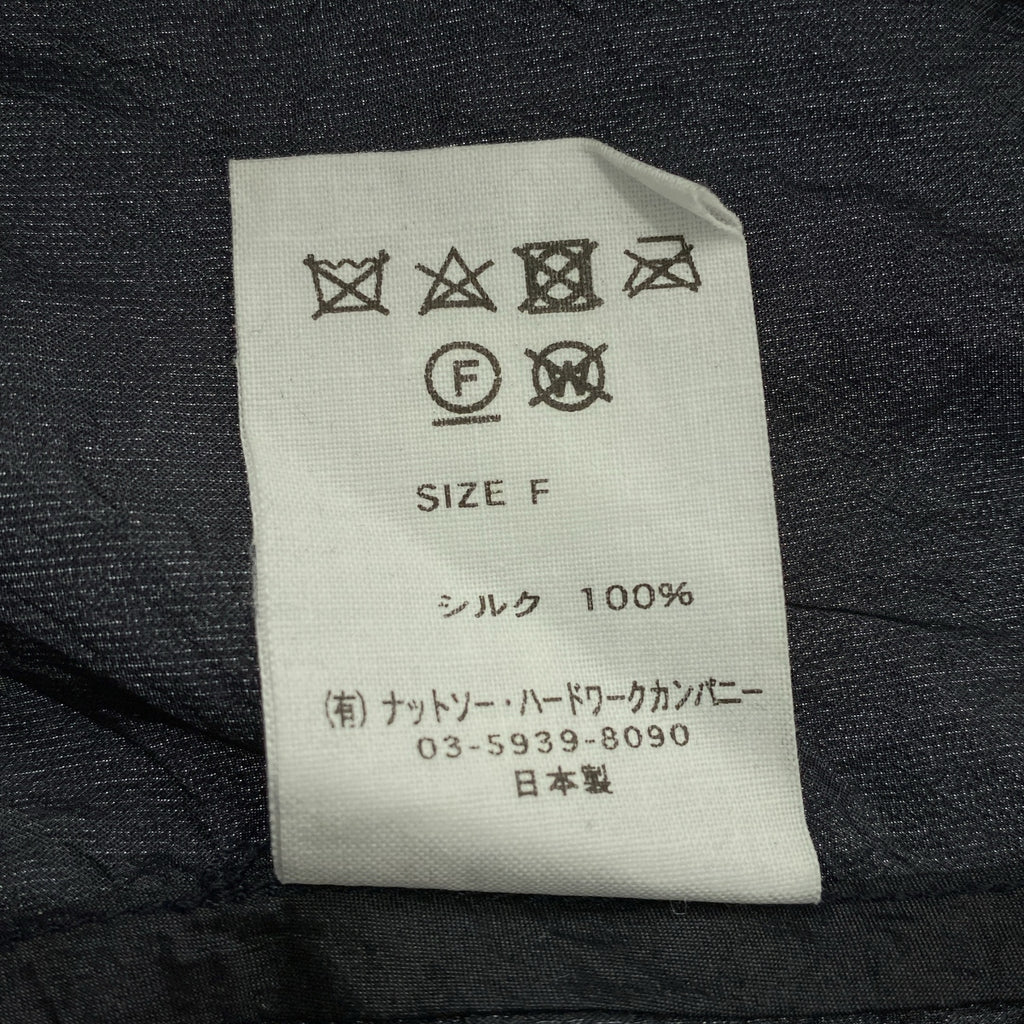 F W
SIZE F
シルク 100%
(有) ナットソー・ハードワークカンパニー
03-5939-8090
日本製